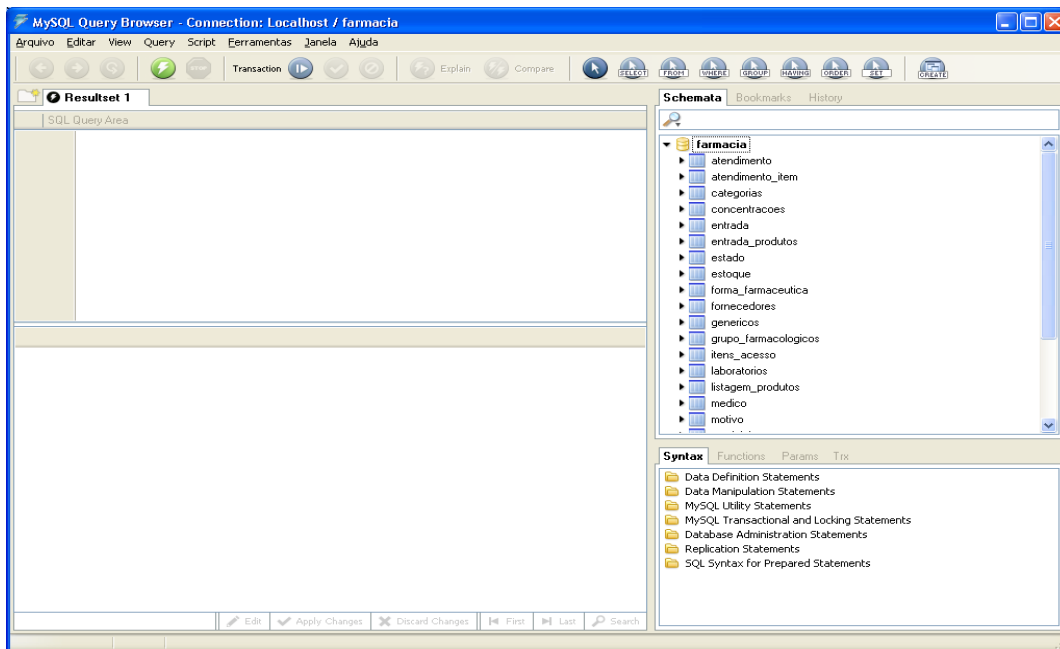 MySQL Query Browser - Connection: Localhost / farmacia
Arquivo Editar View Query Script Ferramentas Janela Ajuda
STOP Transaction Explain Compare SELECT FROM WHERE GROUP HAVING ORDER SET CREATE
Resultset 1
SQL Query Area
Schemata Bookmarks History
farmacia
atendimento
atendimento_item
categorias
concentracoes
entrada
entrada_produtos
estado
estoque
forma_farmaceutica
fornecedores
genericos
grupo_farmacologicos
itens_acesso
laboratorios
listagem_produtos
medico
motivo
Syntax Functions Params Trx
Data Definition Statements
Data Manipulation Statements
MySQL Utility Statements
MySQL Transactional and Locking Statements
Database Administration Statements
Replication Statements
SQL Syntax for Prepared Statements
Edit Apply Changes Discard Changes First Last Search